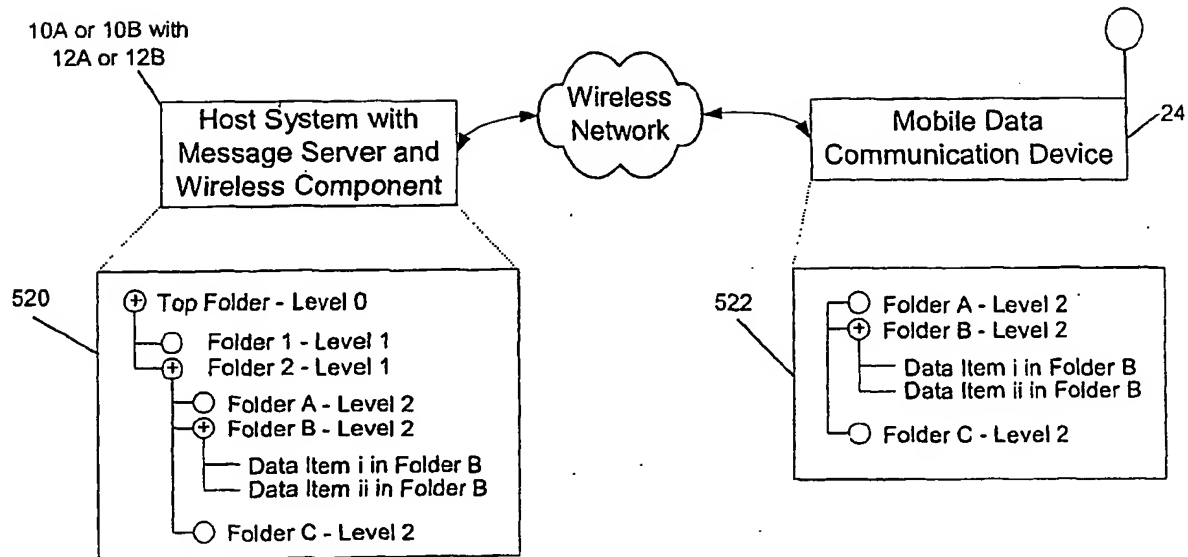 10A or 10B with
12A or 12B
Host System with
Message Server and
Wireless Component
Wireless
Network
Mobile Data
Communication Device
24
520
Top Folder - Level 0
Folder 1 - Level 1
Folder 2 - Level 1
Folder A - Level 2
Folder B - Level 2
Data Item i in Folder B
Data Item ii in Folder B
Folder C - Level 2
522
Folder A - Level 2
Folder B - Level 2
Data Item i in Folder B
Data Item ii in Folder B
Folder C - Level 2